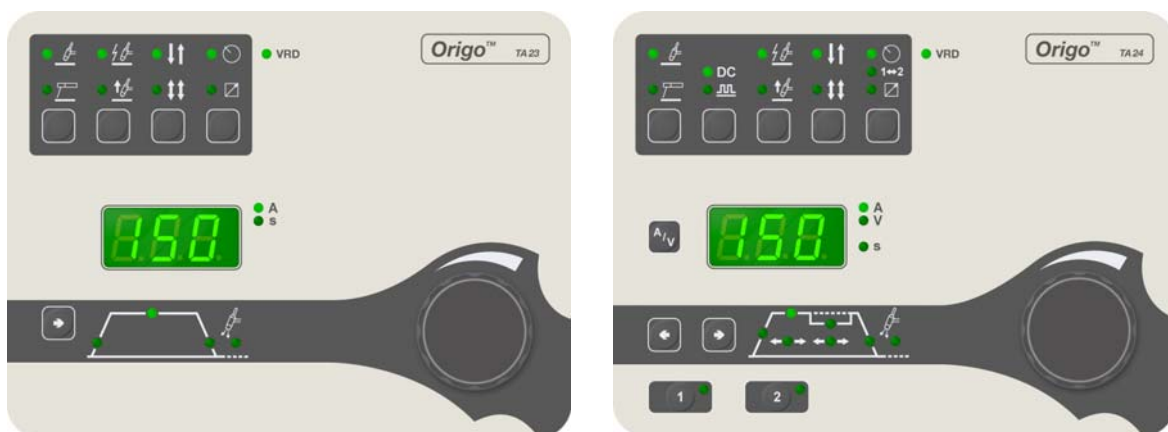 Origo™ TA23
VRD
150
A
s
Origo™ TA24
VRD
DC
1↔2
A/V
150
A
V
s
1
2